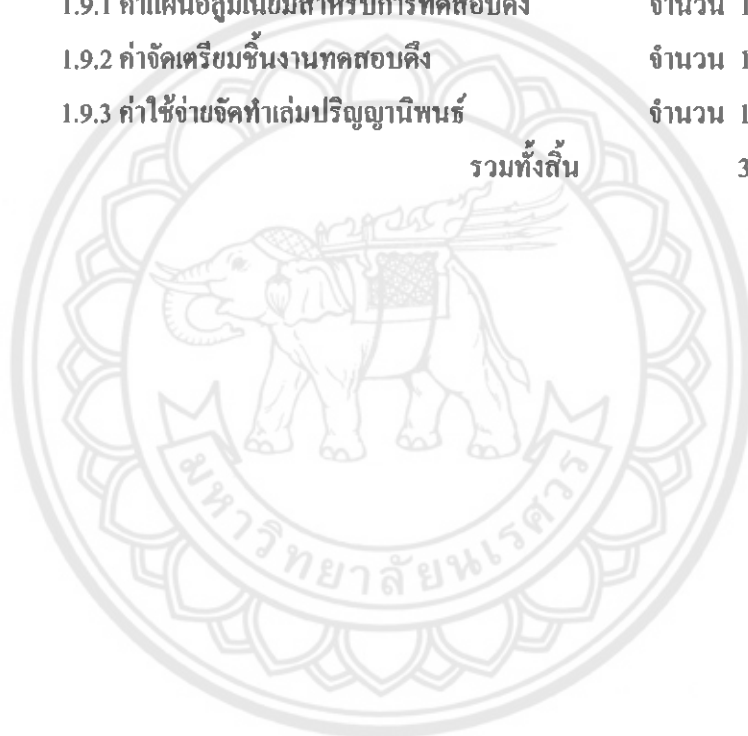 1.9.1 ค่าแผ่นอลูมิเนียมสำหรับการทดสอบดึง จำนวน 1
1.9.2 ค่าจัดเตรียมชิ้นงานทดสอบดึง จำนวน 1
1.9.3 ค่าใช้จ่ายจัดทำเล่มปริญญานิพนธ์ จำนวน 1
รวมทั้งสิ้น 3
มหาวิทยาลัยนเรศวร